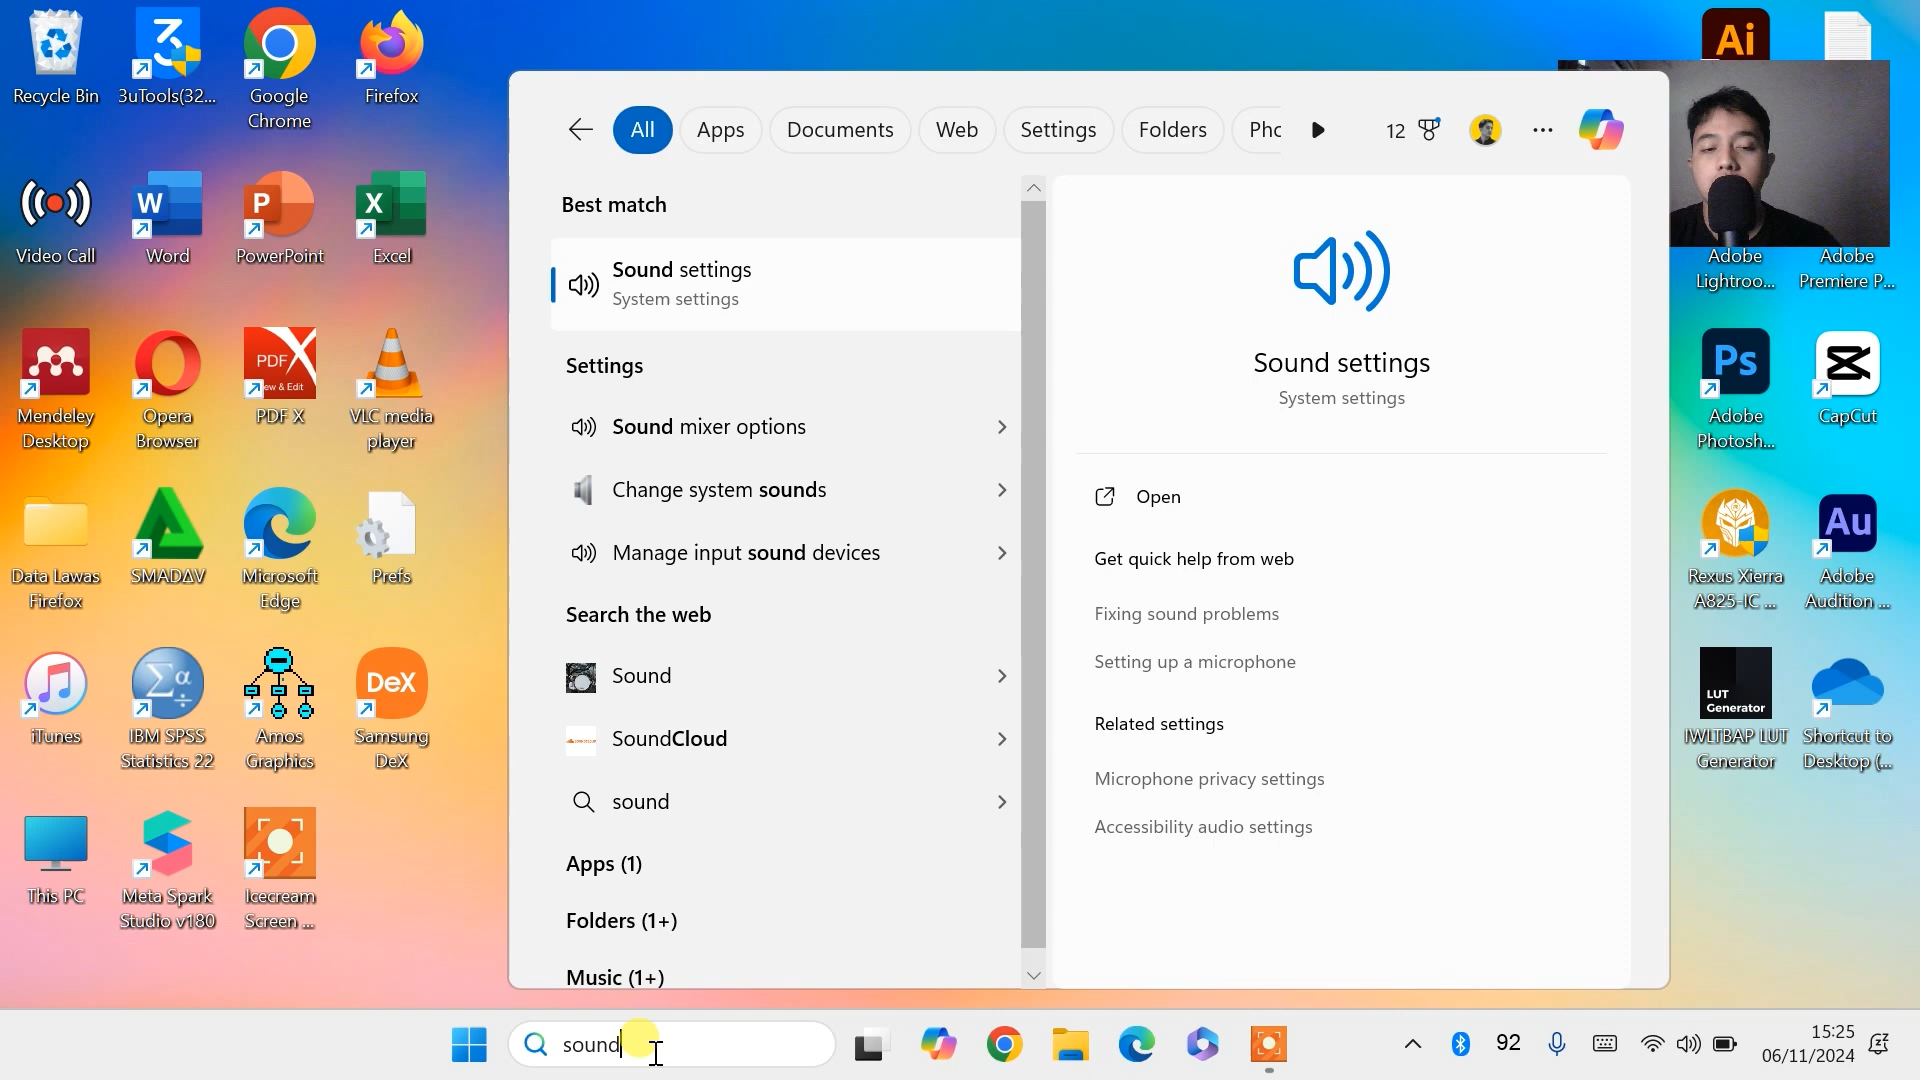 Recycle Bin
3uTools(32...
Google
Chrome
Firefox
Video Call
W
Word
P
PowerPoint
X
Excel
Mendeley
Desktop
Opera
Browser
PDF
ew & Edit
PDF X
VLC media
player
Data Lawas
Firefox
SMADΔV
Microsoft
Edge
Prefs
iTunes
Σα
÷
IBM SPSS
Statistics 22
Amos
Graphics
DeX
Samsung
DeX
This PC
Meta Spark
Studio v180
Icecream
Screen ...
All
Apps
Documents
Web
Settings
Folders
Pho
12
Best match
Sound settings
System settings
Settings
Sound mixer options
Change system sounds
Manage input sound devices
Search the web
Sound
SoundCloud
sound
Apps (1)
Folders (1+)
Music (1+)
Sound settings
System settings
Open
Get quick help from web
Fixing sound problems
Setting up a microphone
Related settings
Microphone privacy settings
Accessibility audio settings
Ai
Adobe
Lightroo...
Adobe
Premiere P...
Ps
Adobe
Photosh...
CapCut
Rexus Xierra
A825-IC ...
Au
Adobe
Audition ...
LUT
Generator
IWLTBAP LUT
Generator
Shortcut to
Desktop (...
sound
92
15:25
06/11/2024